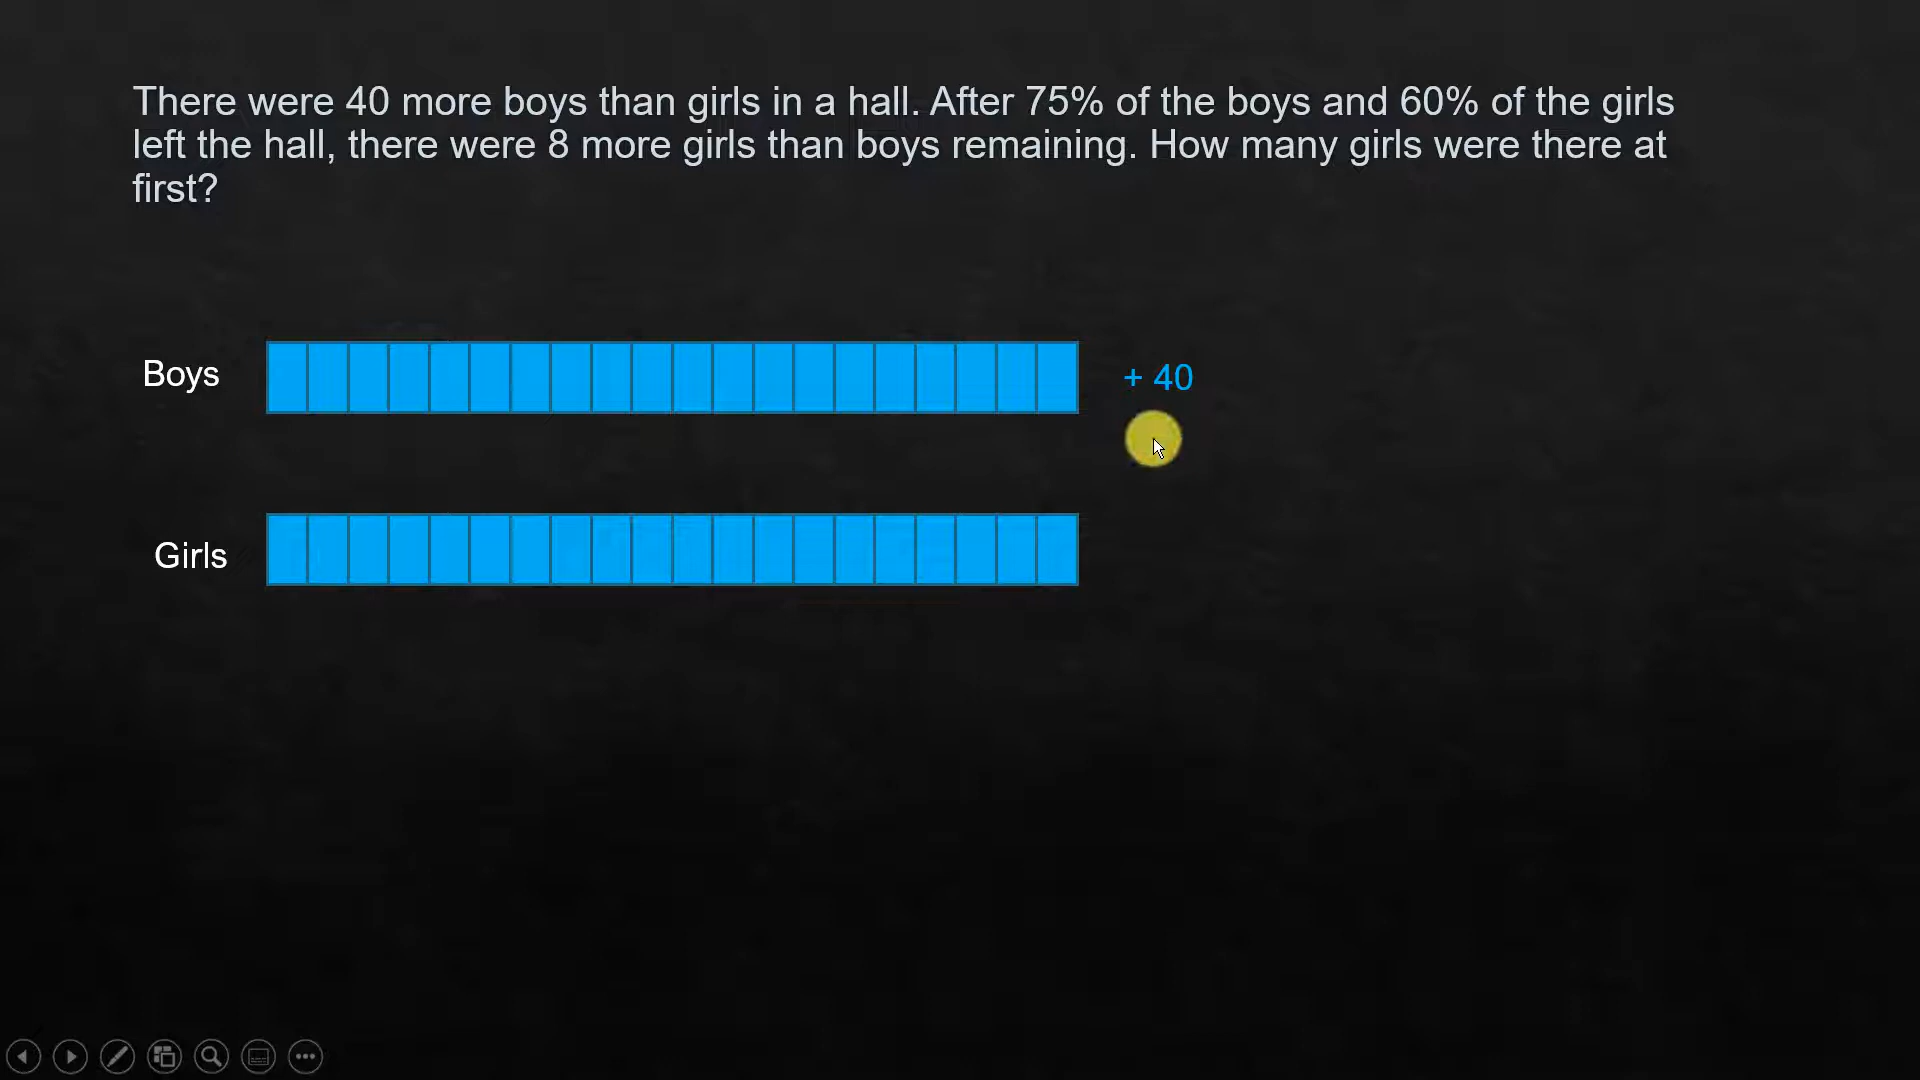 There were 40 more boys than girls in a hall. After 75% of the boys and 60% of the girls
left the hall, there were 8 more girls than boys remaining. How many girls were there at
first?
Boys
+ 40
Girls